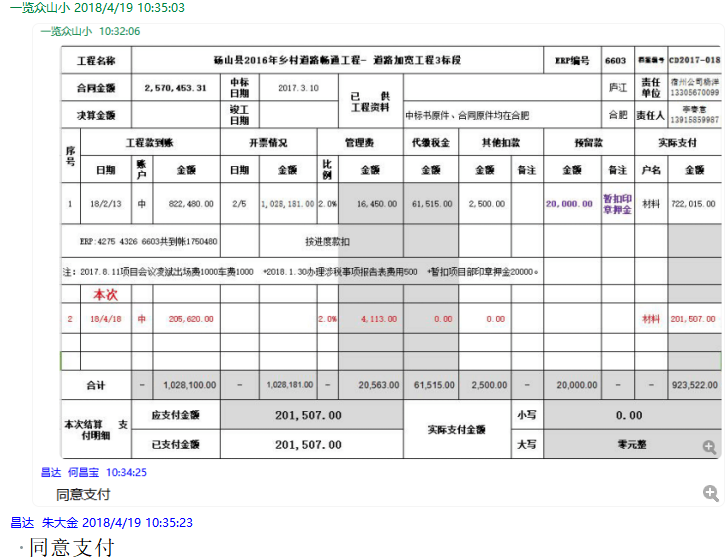 一览众山小 2018/4/19 10:35:03
一览众山小 10:32:06
工程名称 砀山县2016年乡村道路畅通工程- 道路加宽工程3标段 ERP编号 6603 CD2017-018
合同金额 2,570,453.31 中标日期 2017.3.10 已 供 工程资料 庐江 责任单位 宿州公司杨洋 13305670099
决算金额 竣工日期 中标书原件、合同原件均在合肥 合肥 责任人 13915859987
序号 工程款到账 开票情况 管理费 代缴税金 其他扣款 预留款 实际支付
日期 账户 金额 日期 金额 比例 金额 金额 金额 备注 金额 备注 户名 金额
1 18/2/13 中 822,480.00 2/5 1,028,181.00 2.0% 16,450.00 61,515.00 2,500.00 20,000.00 暂扣印章押金 材料 722,015.00
ERP:4275 4326 6603共到帐1750480 按进度款扣
注：2017.8.11项目会议凌斌出场费1000车费1000 +2018.1.30办理涉税事项报告表费用500 +暂扣项目部印章押金20000。
本次
2 18/4/18 中 205,620.00 2.0% 4,113.00 0.00 0.00 材料 201,507.00
合计 - 1,028,100.00 - 1,028,181.00 - 20,563.00 61,515.00 2,500.00 - 20,000.00 - - 923,522.00
本次结算 支付明细 应支付金额 201,507.00 实际支付金额 小写 0.00
已支付金额 201,507.00 大写 零元整
昌达 何昌宝 10:34:25
同意支付
昌达 朱大金 2018/4/19 10:35:23
·同意支付